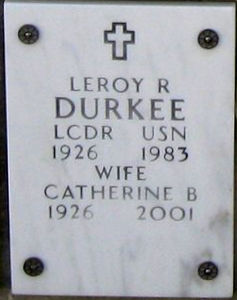 LEROY R
DURKEE
LCDR USN
1926 1983
WIFE
CATHERINE B
1926 2001